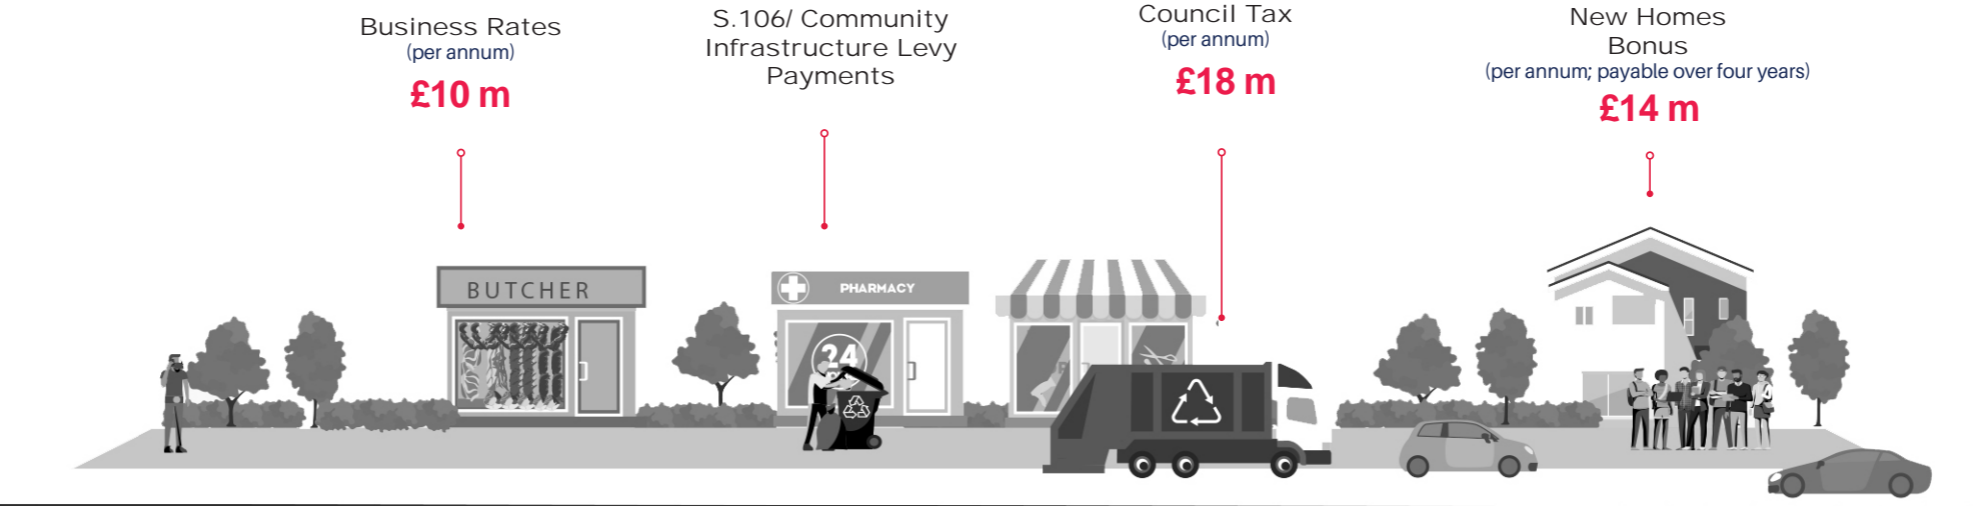 Business Rates
(per annum)
£10 m
S.106/ Community
Infrastructure Levy
Payments
Council Tax
(per annum)
£18 m
New Homes
Bonus
(per annum; payable over four years)
£14 m
BUTCHER
PHARMACY
24